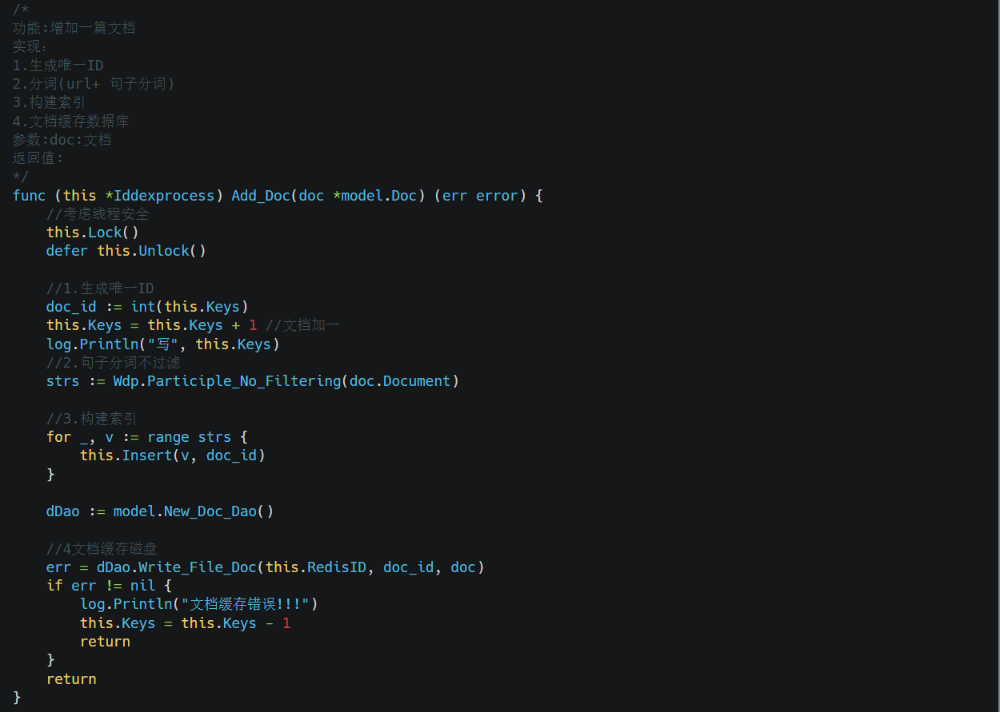 /*
功能:增加一篇文档
实现:
1.生成唯一ID
2.分词(url+ 句子分词)
3.构建索引
4.文档缓存数据库
参数:doc:文档
返回值:
*/
func (this *Iddexprocess) Add_Doc(doc *model.Doc) (err error) {
    //考虑线程安全
    this.Lock()
    defer this.Unlock()

    //1.生成唯一ID
    doc_id := int(this.Keys)
    this.Keys = this.Keys + 1 //文档加一
    log.Println("写", this.Keys)
    //2.句子分词不过滤
    strs := Wdp.Participle_No_Filtering(doc.Document)

    //3.构建索引
    for _, v := range strs {
        this.Insert(v, doc_id)
    }

    dDao := model.New_Doc_Dao()

    //4文档缓存磁盘
    err = dDao.Write_File_Doc(this.RedisID, doc_id, doc)
    if err != nil {
        log.Println("文档缓存错误!!!")
        this.Keys = this.Keys - 1
        return
    }
    return
}